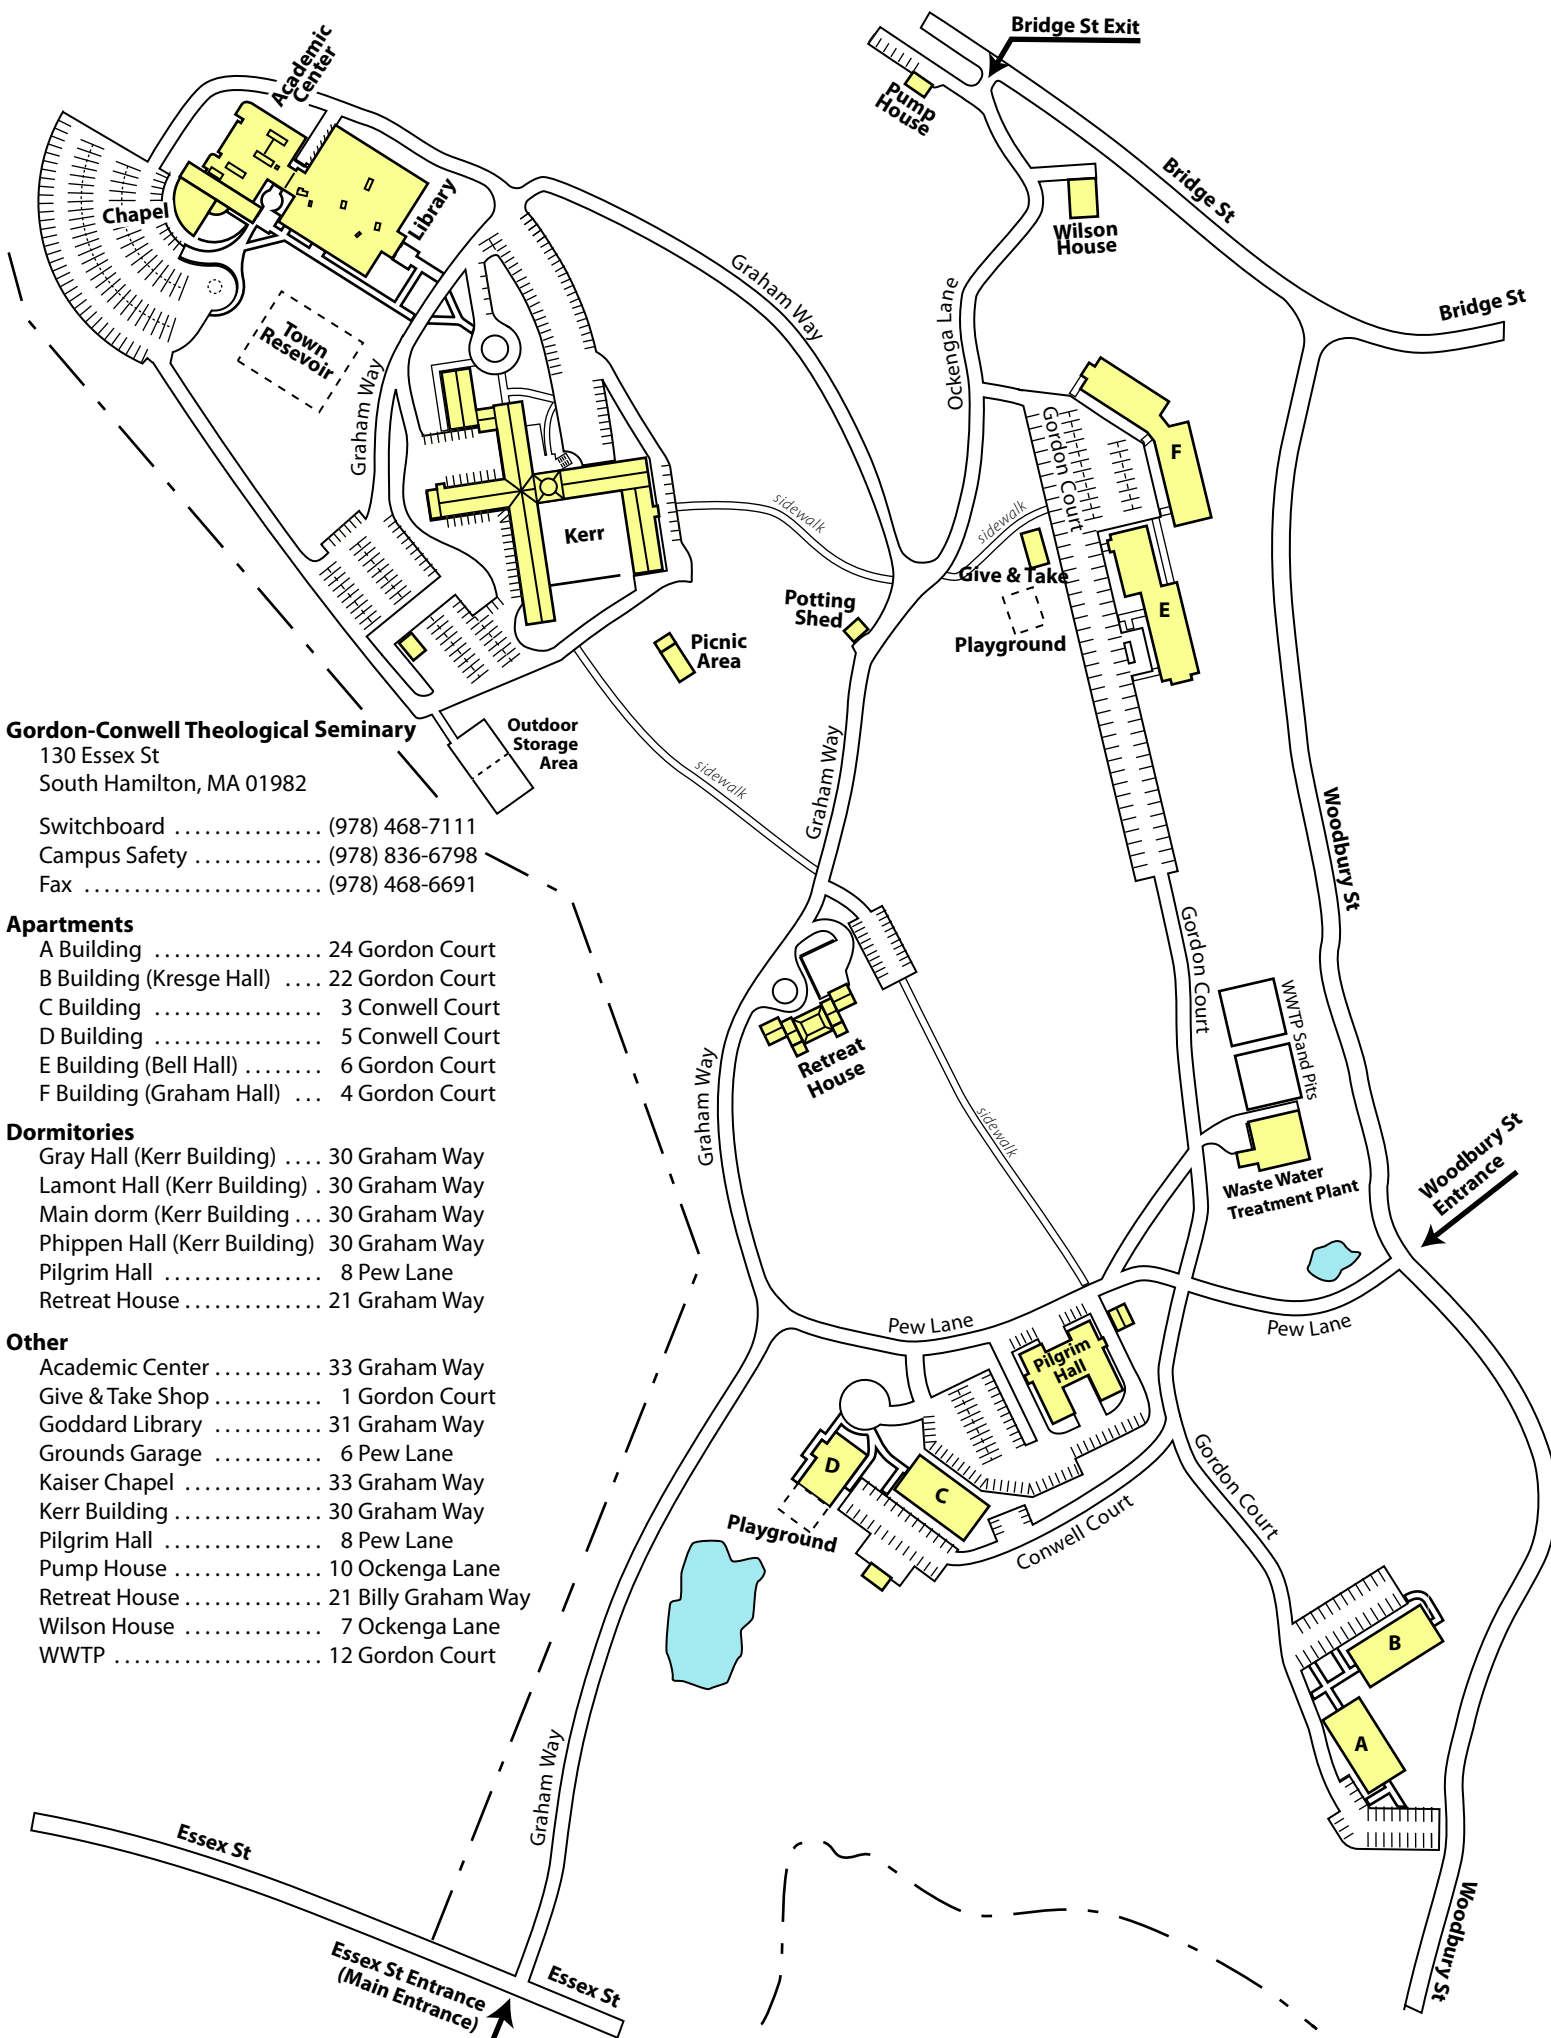 Bridge St Exit
Academic
Center
Pump
House
Bridge St
Chapel
Library
Wilson
House
Graham Way
Ockenga Lane
Bridge St
Town
Resevoir
Graham Way
Gordon Court
F
sidewalk
sidewalk
Kerr
Give & Take
Potting
Shed
E
Picnic
Area
Playground
Gordon-Conwell Theological Seminary
130 Essex St
South Hamilton, MA 01982
Switchboard ............... (978) 468-7111
Campus Safety ............. (978) 836-6798
Fax ........................ (978) 468-6691
Outdoor
Storage
Area
sidewalk
Graham Way
Woodbury St
Apartments
A Building ................. 24 Gordon Court
B Building (Kresge Hall) .... 22 Gordon Court
C Building ................. 3 Conwell Court
D Building ................. 5 Conwell Court
E Building (Bell Hall) ........ 6 Gordon Court
F Building (Graham Hall) ... 4 Gordon Court
Gordon Court
WWTP Sand Pits
Retreat
House
Graham Way
sidewalk
Dormitories
Gray Hall (Kerr Building) .... 30 Graham Way
Lamont Hall (Kerr Building) . 30 Graham Way
Main dorm (Kerr Building ... 30 Graham Way
Phippen Hall (Kerr Building) 30 Graham Way
Pilgrim Hall ................ 8 Pew Lane
Retreat House .............. 21 Graham Way
Waste Water
Treatment Plant
Woodbury St
Entrance
Other
Academic Center ........... 33 Graham Way
Give & Take Shop ........... 1 Gordon Court
Goddard Library ........... 31 Graham Way
Grounds Garage ........... 6 Pew Lane
Kaiser Chapel .............. 33 Graham Way
Kerr Building ............... 30 Graham Way
Pilgrim Hall ................ 8 Pew Lane
Pump House ............... 10 Ockenga Lane
Retreat House .............. 21 Billy Graham Way
Wilson House .............. 7 Ockenga Lane
WWTP ..................... 12 Gordon Court
Pew Lane
Pew Lane
Pilgrim
Hall
D
C
Playground
Conwell Court
Gordon Court
B
A
Graham Way
Essex St
Woodbury St
Essex St Entrance
(Main Entrance)
Essex St